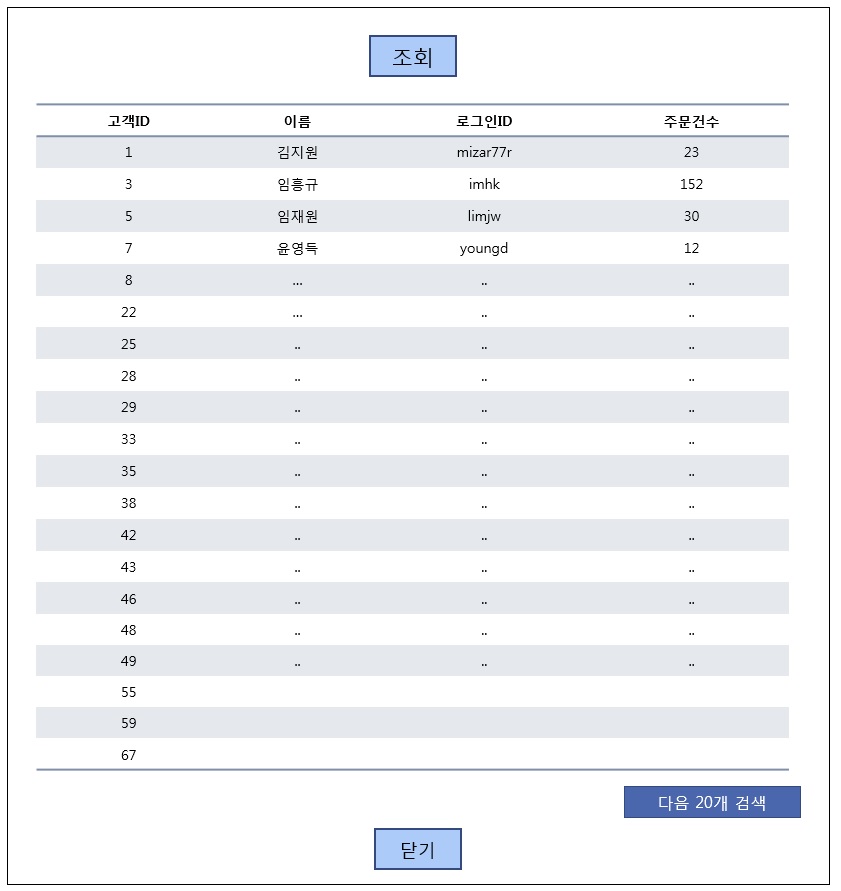 조회
고객ID 이름 로그인ID 주문건수
1 김지원 mizar77r 23
3 임흥규 imhk 152
5 임재원 limjw 30
7 윤영득 youngd 12
8 ... .. ..
22 ... .. ..
25 .. .. ..
28 .. .. ..
29 .. .. ..
33 .. .. ..
35 .. .. ..
38 .. .. ..
42 .. .. ..
43 .. .. ..
46 .. .. ..
48 .. .. ..
49 .. .. ..
55
59
67
다음 20개 검색
닫기